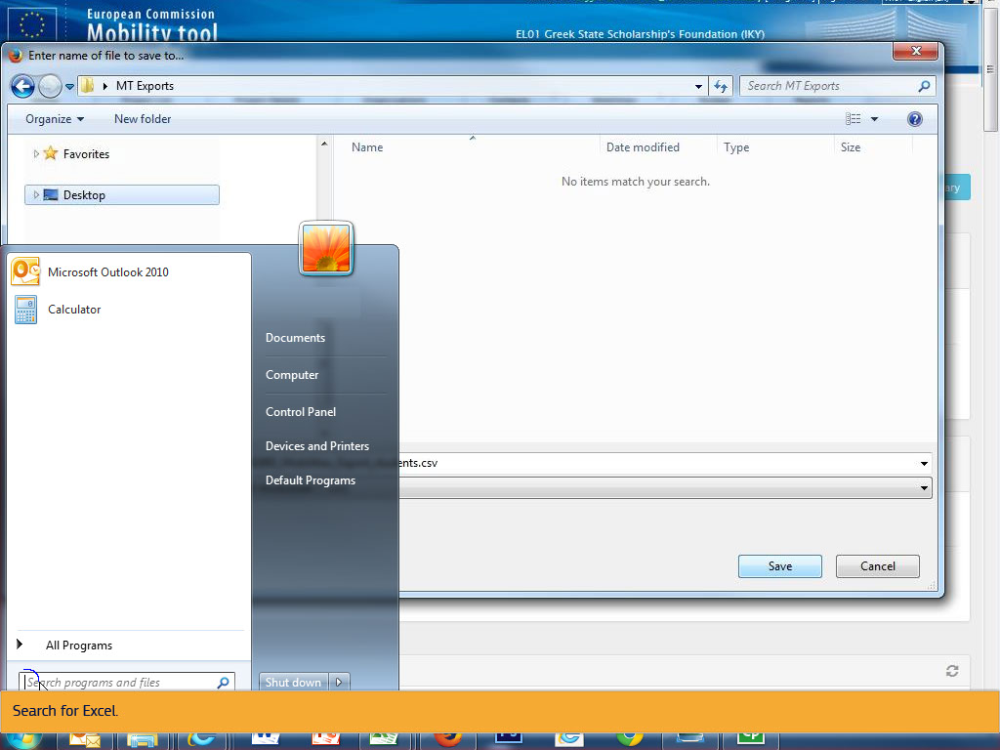 European Commission
Mobility tool
EL01 Greek State Scholarship's Foundation (IKY)
Enter name of file to save to...
MT Exports
Search MT Exports
Organize
New folder
Favorites
Name
Date modified
Type
Size
No items match your search.
Desktop
ary
Microsoft Outlook 2010
Calculator
Documents
Computer
Control Panel
Devices and Printers
ents.csv
Default Programs
Save
Cancel
All Programs
Search programs and files
Shut down
Search for Excel.